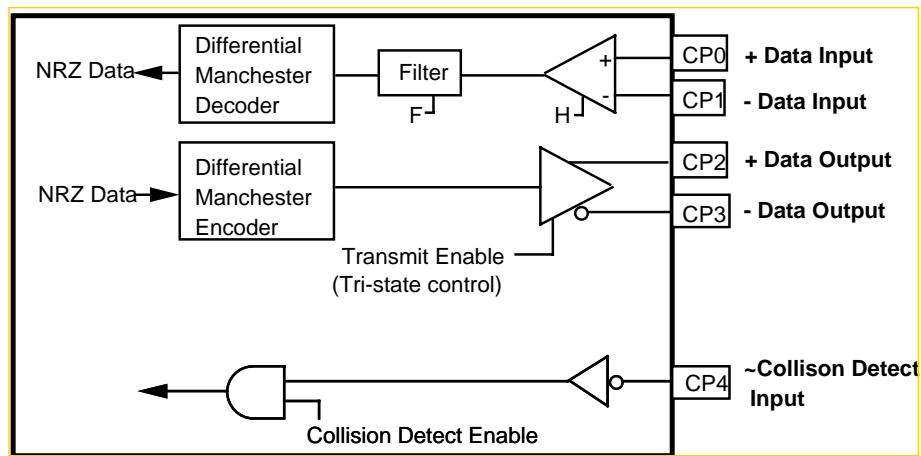 NRZ Data
Differential
Manchester
Decoder
Filter
F
+
-
H
CP0
+ Data Input
CP1
- Data Input
NRZ Data
Differential
Manchester
Encoder
CP2
+ Data Output
CP3
- Data Output
Transmit Enable
(Tri-state control)
CP4
~Collison Detect
Input
Collision Detect Enable